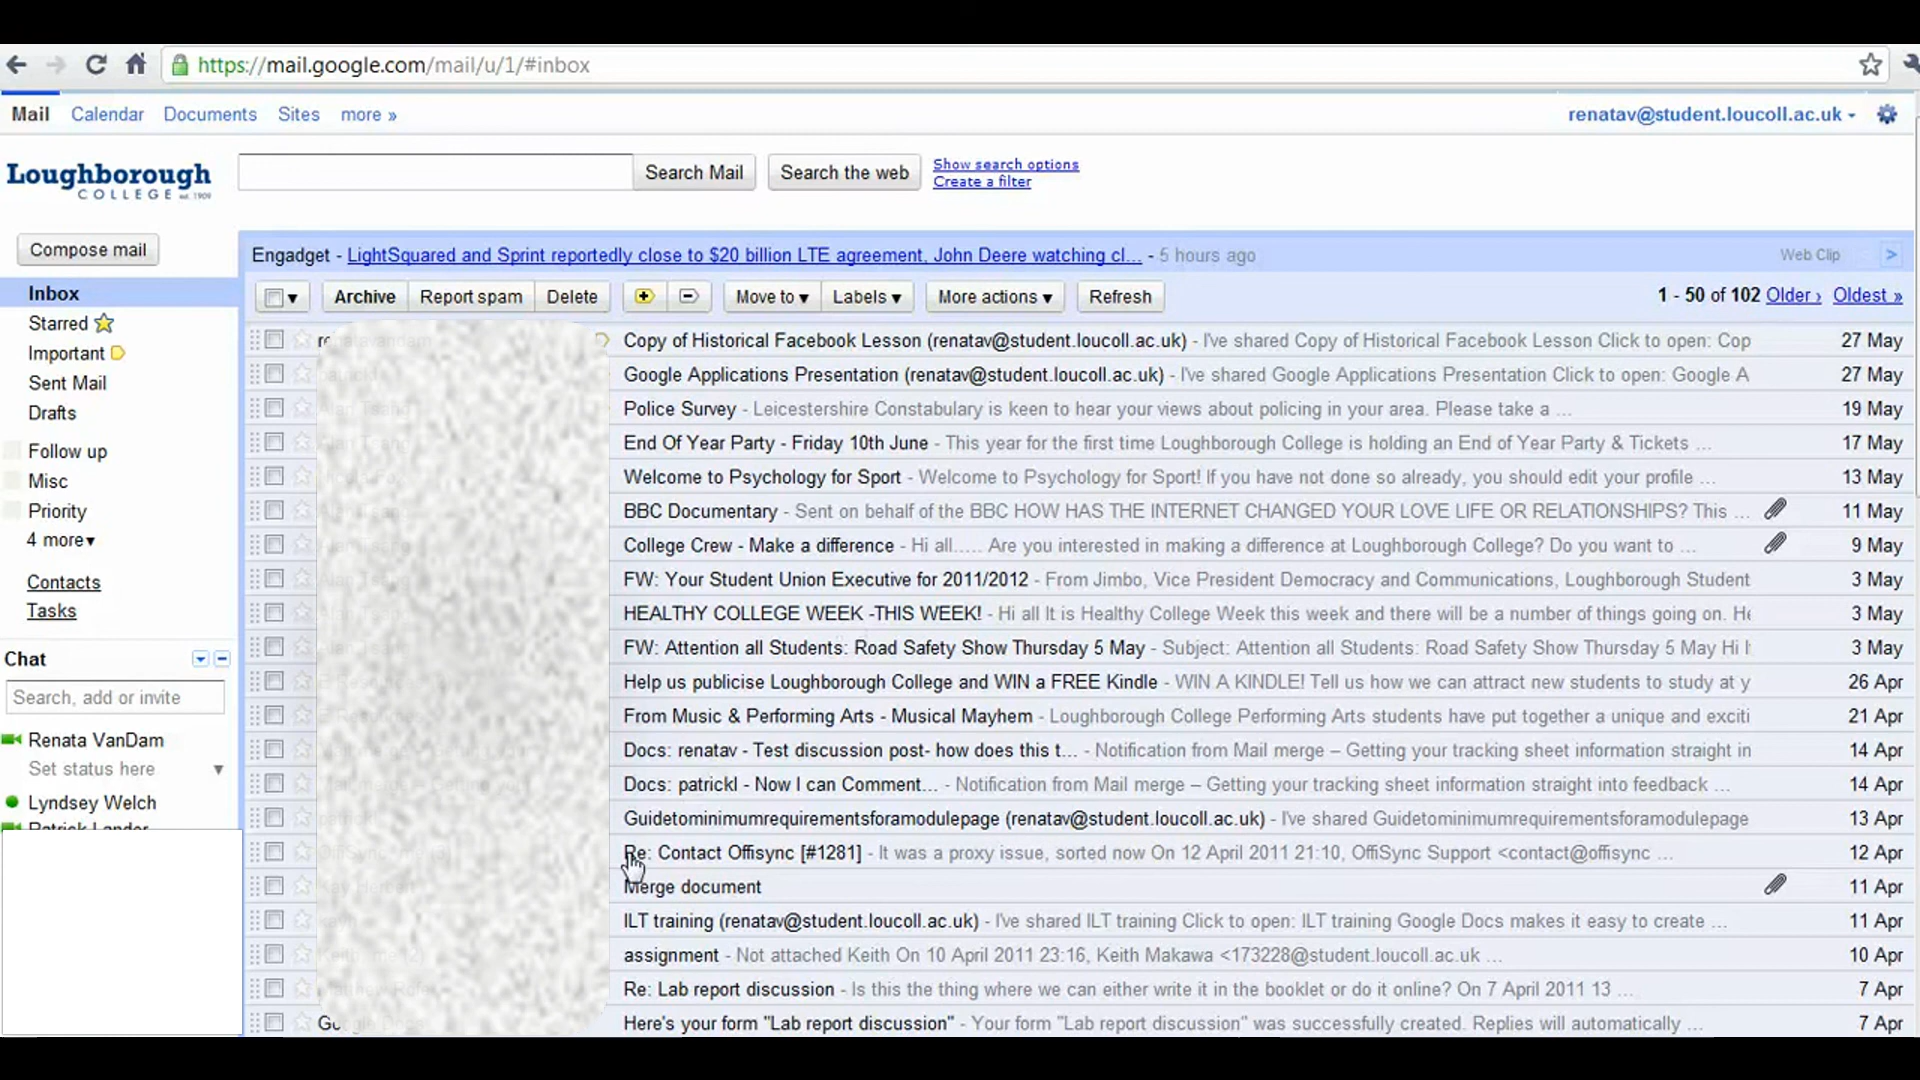 https://mail.google.com/mail/u/1/#inbox
Mail Calendar Documents Sites more »
renatav@student.loucoll.ac.uk
Loughborough
COLLEGE est. 1909
Search Mail
Search the web
Show search options
Create a filter
Compose mail
Inbox
Starred
Important
Sent Mail
Drafts
Follow up
Misc
Priority
4 more▾
Contacts
Tasks
Chat
Search, add or invite
Renata VanDam
Set status here
Lyndsey Welch
Engadget - LightSquared and Sprint reportedly close to $20 billion LTE agreement, John Deere watching cl... - 5 hours ago Web Clip >
Archive Report spam Delete Move to ▾ Labels ▾ More actions ▾ Refresh 1 - 50 of 102 Older › Oldest »
Copy of Historical Facebook Lesson (renatav@student.loucoll.ac.uk) - I've shared Copy of Historical Facebook Lesson Click to open: Cop 27 May
Google Applications Presentation (renatav@student.loucoll.ac.uk) - I've shared Google Applications Presentation Click to open: Google A 27 May
Police Survey - Leicestershire Constabulary is keen to hear your views about policing in your area. Please take a ... 19 May
End Of Year Party - Friday 10th June - This year for the first time Loughborough College is holding an End of Year Party & Tickets ... 17 May
Welcome to Psychology for Sport - Welcome to Psychology for Sport! If you have not done so already, you should edit your profile ... 13 May
BBC Documentary - Sent on behalf of the BBC HOW HAS THE INTERNET CHANGED YOUR LOVE LIFE OR RELATIONSHIPS? This ... 11 May
College Crew - Make a difference - Hi all..... Are you interested in making a difference at Loughborough College? Do you want to ... 9 May
FW: Your Student Union Executive for 2011/2012 - From Jimbo, Vice President Democracy and Communications, Loughborough Student 3 May
HEALTHY COLLEGE WEEK -THIS WEEK! - Hi all It is Healthy College Week this week and there will be a number of things going on. He 3 May
FW: Attention all Students: Road Safety Show Thursday 5 May - Subject: Attention all Students: Road Safety Show Thursday 5 May Hi 3 May
Help us publicise Loughborough College and WIN a FREE Kindle - WIN A KINDLE! Tell us how we can attract new students to study at y 26 Apr
From Music & Performing Arts - Musical Mayhem - Loughborough College Performing Arts students have put together a unique and exciti 21 Apr
Docs: renatav - Test discussion post- how does this t... - Notification from Mail merge – Getting your tracking sheet information straight in 14 Apr
Docs: patrickl - Now I can Comment... - Notification from Mail merge – Getting your tracking sheet information straight into feedback ... 14 Apr
Guidetominimumrequirementsforamodulepage (renatav@student.loucoll.ac.uk) - I've shared Guidetominimumrequirementsforamodulepage 13 Apr
Re: Contact Offisync [#1281] - It was a proxy issue, sorted now On 12 April 2011 21:10, OffiSync Support <contact@offisync ... 12 Apr
Merge document 11 Apr
ILT training (renatav@student.loucoll.ac.uk) - I've shared ILT training Click to open: ILT training Google Docs makes it easy to create ... 11 Apr
assignment - Not attached Keith On 10 April 2011 23:16, Keith Makawa <173228@student.loucoll.ac.uk ... 10 Apr
Re: Lab report discussion - Is this the thing where we can either write it in the booklet or do it online? On 7 April 2011 13 ... 7 Apr
Here's your form "Lab report discussion" - Your form "Lab report discussion" was successfully created. Replies will automatically ... 7 Apr